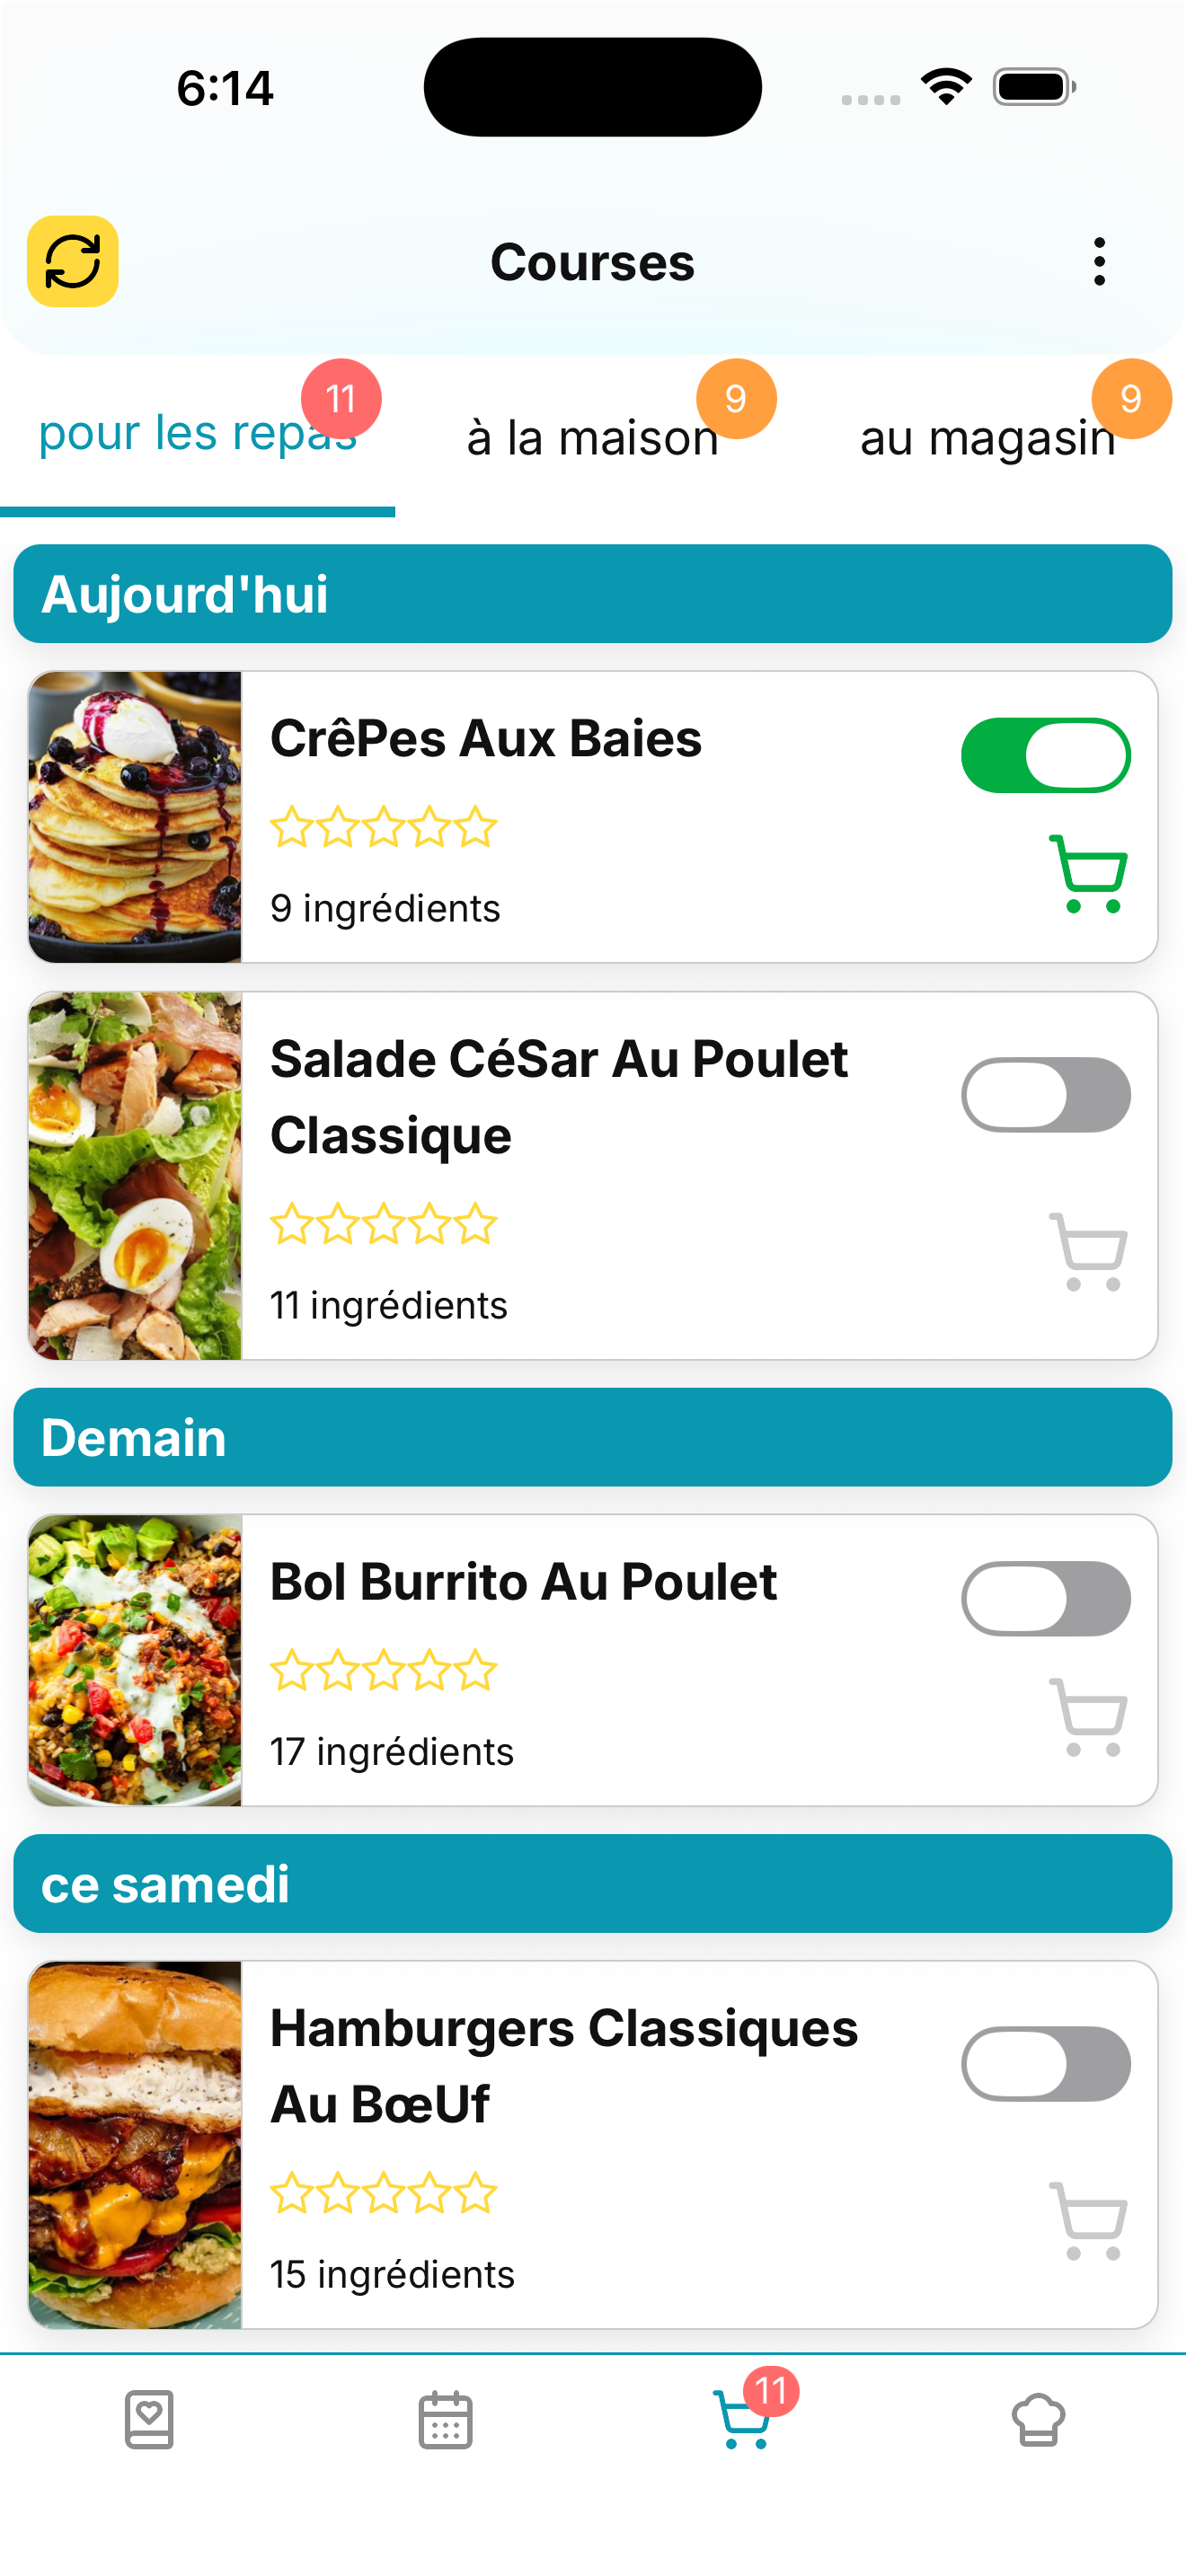 6:14
Courses
pour les repas 11
à la maison 9
au magasin 9
Aujourd'hui
CrêPes Aux Baies
9 ingrédients
Salade CéSar Au Poulet
Classique
11 ingrédients
Demain
Bol Burrito Au Poulet
17 ingrédients
ce samedi
Hamburgers Classiques
Au BœUf
15 ingrédients
11